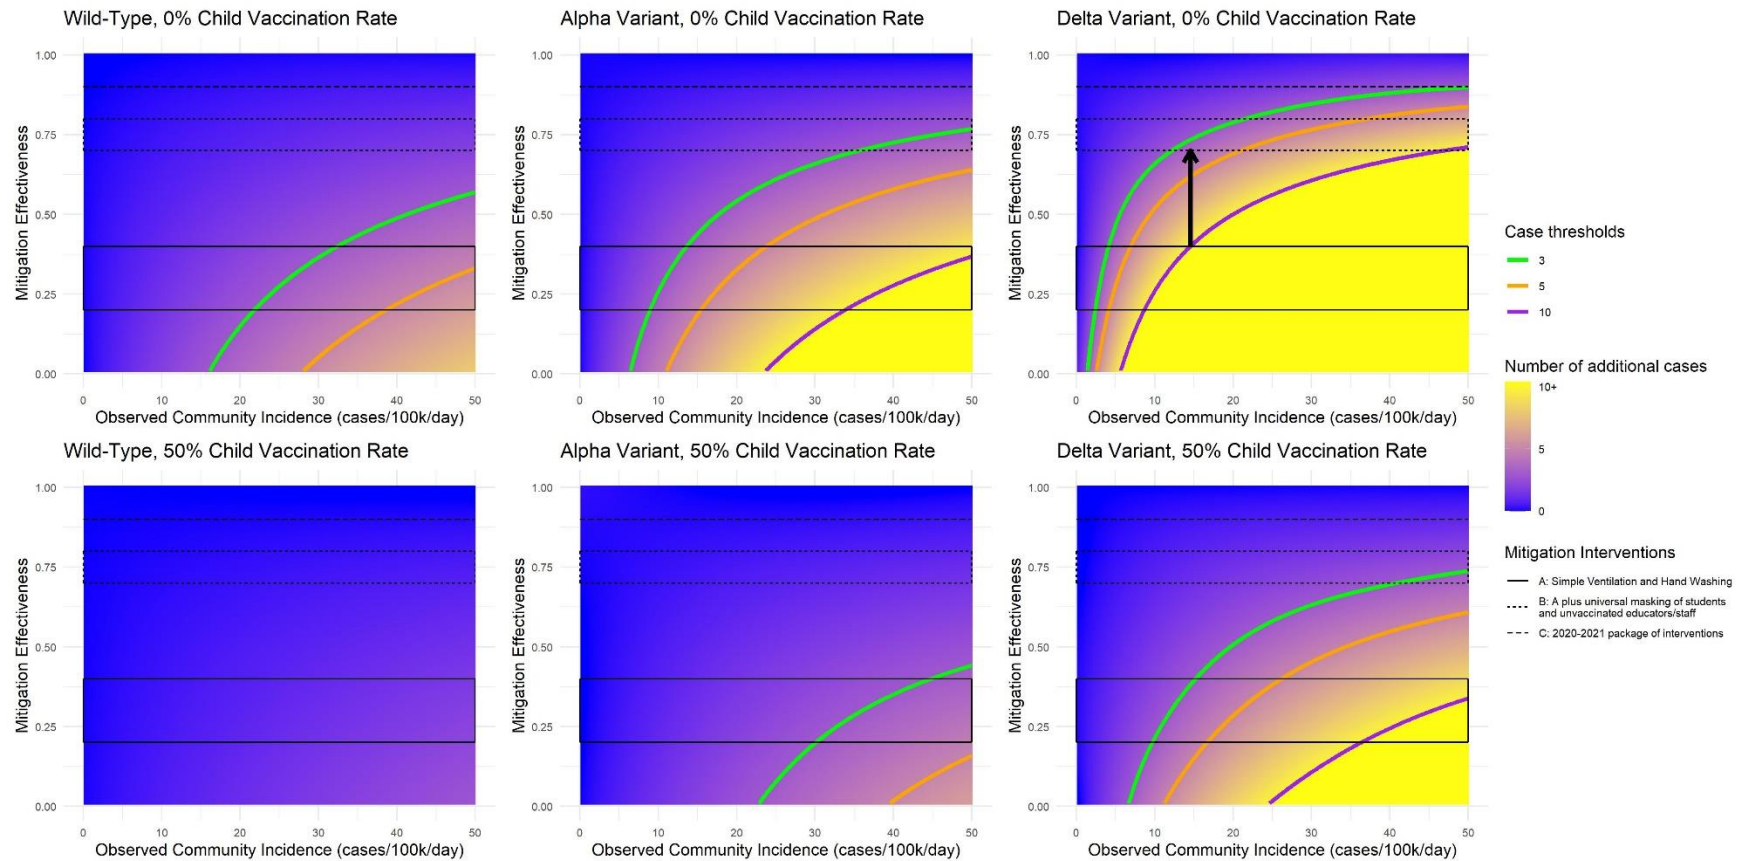 Wild-Type, 0% Child Vaccination Rate
Mitigation Effectiveness
1.00
0.75
0.50
0.25
0.00
0 10 20 30 40 50
Observed Community Incidence (cases/100k/day)
Alpha Variant, 0% Child Vaccination Rate
Mitigation Effectiveness
1.00
0.75
0.50
0.25
0.00
0 10 20 30 40 50
Observed Community Incidence (cases/100k/day)
Delta Variant, 0% Child Vaccination Rate
Mitigation Effectiveness
1.00
0.75
0.50
0.25
0.00
0 10 20 30 40 50
Observed Community Incidence (cases/100k/day)
Wild-Type, 50% Child Vaccination Rate
Mitigation Effectiveness
1.00
0.75
0.50
0.25
0.00
0 10 20 30 40 50
Observed Community Incidence (cases/100k/day)
Alpha Variant, 50% Child Vaccination Rate
Mitigation Effectiveness
1.00
0.75
0.50
0.25
0.00
0 10 20 30 40 50
Observed Community Incidence (cases/100k/day)
Delta Variant, 50% Child Vaccination Rate
Mitigation Effectiveness
1.00
0.75
0.50
0.25
0.00
0 10 20 30 40 50
Observed Community Incidence (cases/100k/day)
Case thresholds
3
5
10
Number of additional cases
10+
5
0
Mitigation Interventions
A: Simple Ventilation and Hand Washing
B: A plus universal masking of students
and unvaccinated educators/staff
C: 2020-2021 package of interventions